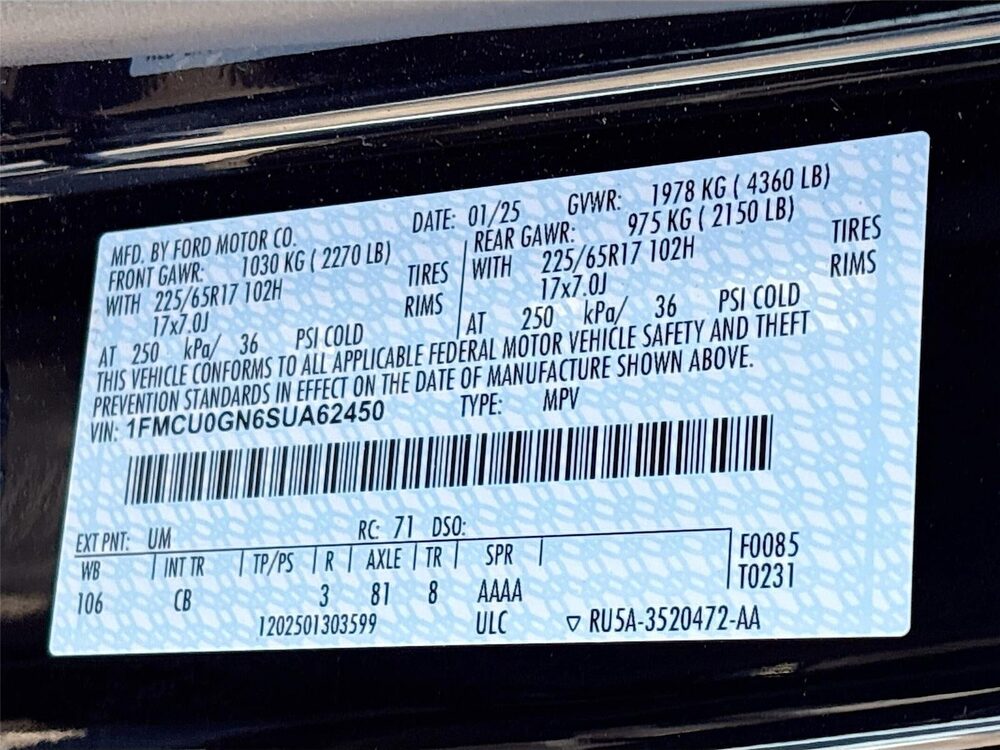 MFD. BY FORD MOTOR CO. DATE: 01/25 GVWR: 1978 KG ( 4360 LB)
FRONT GAWR: 1030 KG ( 2270 LB) REAR GAWR: 975 KG ( 2150 LB)
WITH 225/65R17 102H TIRES WITH 225/65R17 102H TIRES
17x7.0J RIMS 17x7.0J RIMS
AT 250 kPa/ 36 PSI COLD AT 250 kPa/ 36 PSI COLD
THIS VEHICLE CONFORMS TO ALL APPLICABLE FEDERAL MOTOR VEHICLE SAFETY AND THEFT
PREVENTION STANDARDS IN EFFECT ON THE DATE OF MANUFACTURE SHOWN ABOVE.
VIN: 1FMCU0GN6SUA62450 TYPE: MPV
EXT PNT: UM RC: 71 DSO:
WB INT TR TP/PS R AXLE TR SPR F0085
106 CB 3 81 8 AAAA T0231
1202501303599 ULC ▽ RU5A-3520472-AA